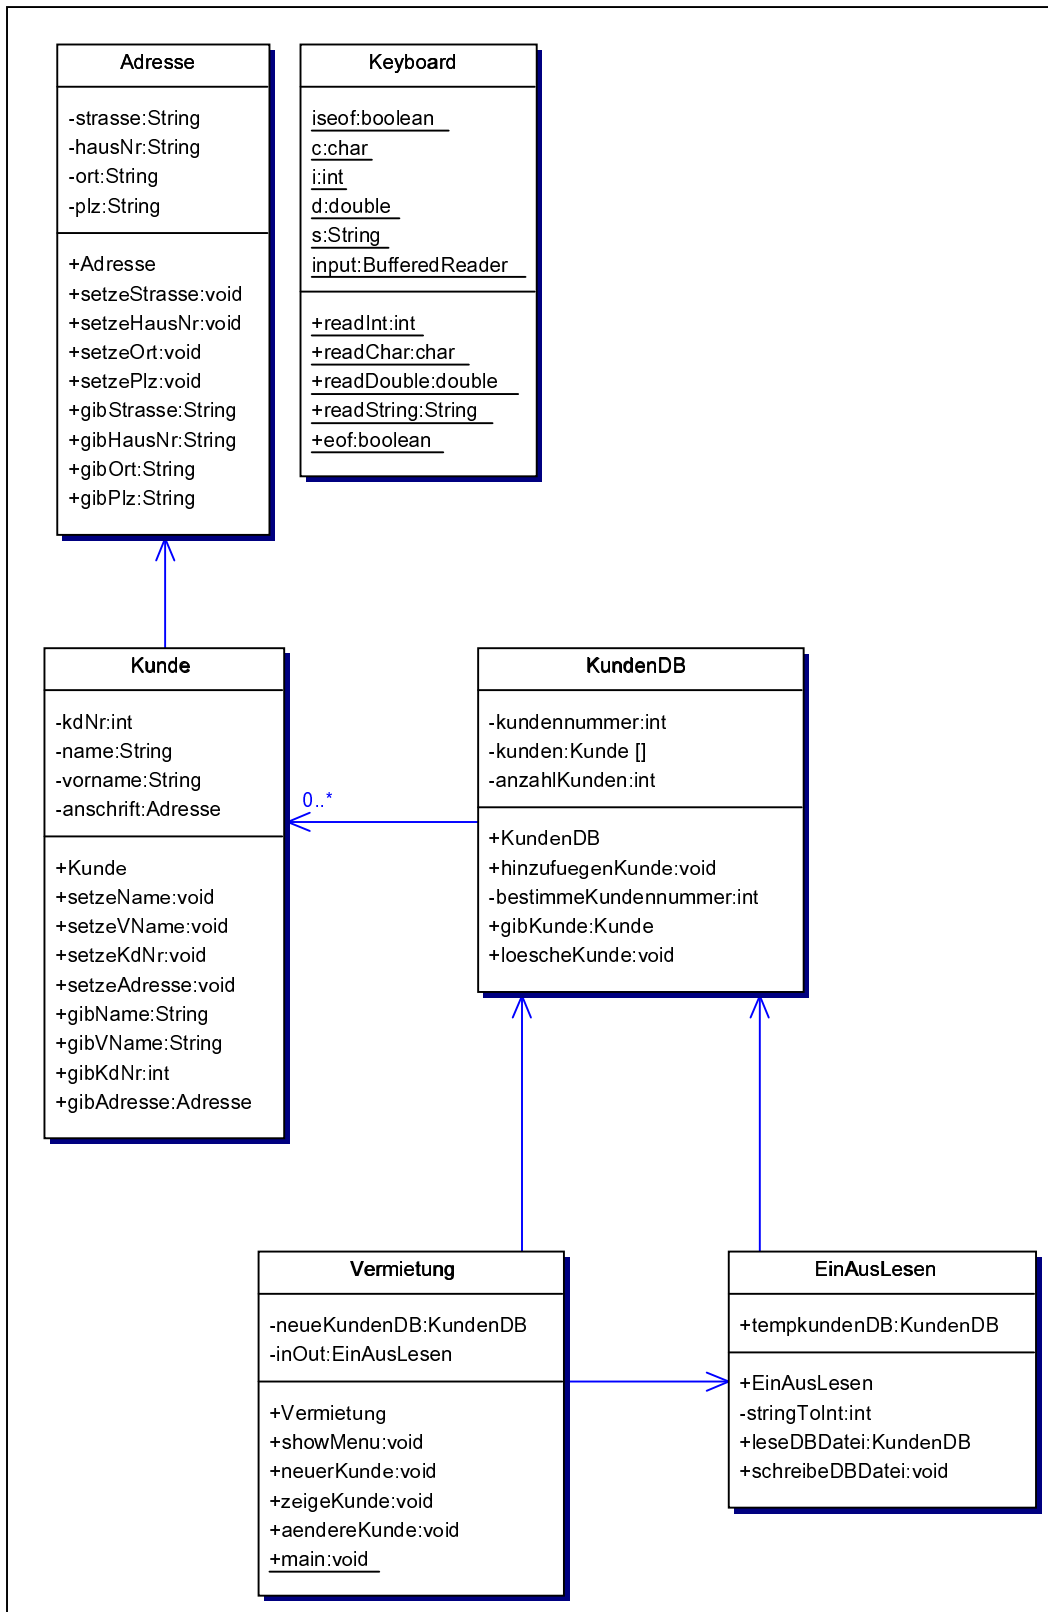 Adresse
-strasse:String
-hausNr:String
-ort:String
-plz:String
+Adresse
+setzeStrasse:void
+setzeHausNr:void
+setzeOrt:void
+setzePlz:void
+gibStrasse:String
+gibHausNr:String
+gibOrt:String
+gibPlz:String
Keyboard
iseof:boolean
c:char
i:int
d:double
s:String
input:BufferedReader
+readInt:int
+readChar:char
+readDouble:double
+readString:String
+eof:boolean
Kunde
-kdNr:int
-name:String
-vorname:String
-anschrift:Adresse
+Kunde
+setzeName:void
+setzeVName:void
+setzeKdNr:void
+setzeAdresse:void
+gibName:String
+gibVName:String
+gibKdNr:int
+gibAdresse:Adresse
0..*
KundenDB
-kundennummer:int
-kunden:Kunde []
-anzahlKunden:int
+KundenDB
+hinzufuegenKunde:void
-bestimmeKundennummer:int
+gibKunde:Kunde
+loescheKunde:void
Vermietung
-neueKundenDB:KundenDB
-inOut:EinAusLesen
+Vermietung
+showMenu:void
+neuerKunde:void
+zeigeKunde:void
+aendereKunde:void
+main:void
EinAusLesen
+tempkundenDB:KundenDB
+EinAusLesen
-stringToInt:int
+leseDBDatei:KundenDB
+schreibeDBDatei:void